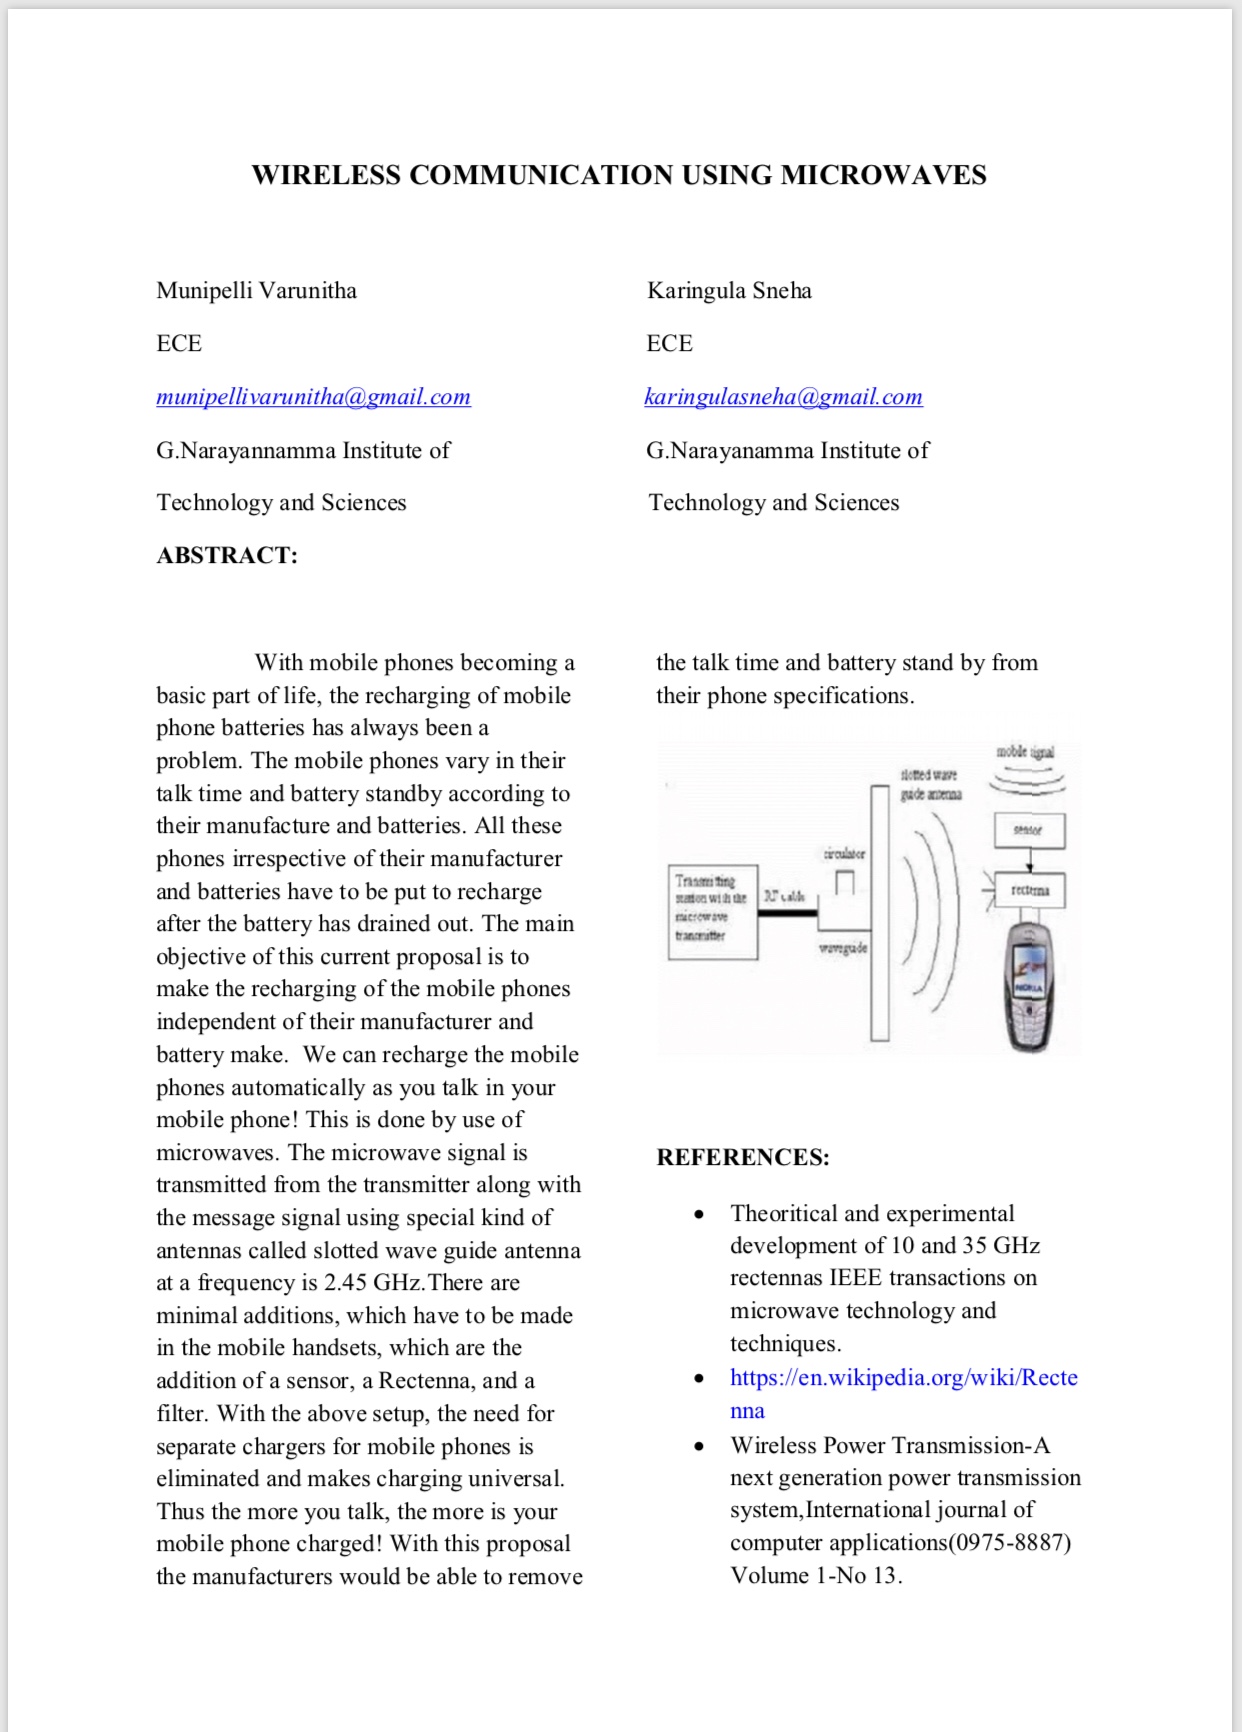 WIRELESS COMMUNICATION USING MICROWAVES
Munipelli Varunitha
ECE
munipellivarunitha@gmail.com
G.Narayannamma Institute of
Technology and Sciences
Karingula Sneha
ECE
karingulasneha@gmail.com
G.Narayanamma Institute of
Technology and Sciences
ABSTRACT:
With mobile phones becoming a
basic part of life, the recharging of mobile
phone batteries has always been a
problem. The mobile phones vary in their
talk time and battery standby according to
their manufacture and batteries. All these
phones irrespective of their manufacturer
and batteries have to be put to recharge
after the battery has drained out. The main
objective of this current proposal is to
make the recharging of the mobile phones
independent of their manufacturer and
battery make.  We can recharge the mobile
phones automatically as you talk in your
mobile phone! This is done by use of
microwaves. The microwave signal is
transmitted from the transmitter along with
the message signal using special kind of
antennas called slotted wave guide antenna
at a frequency is 2.45 GHz.There are
minimal additions, which have to be made
in the mobile handsets, which are the
addition of a sensor, a Rectenna, and a
filter. With the above setup, the need for
separate chargers for mobile phones is
eliminated and makes charging universal.
Thus the more you talk, the more is your
mobile phone charged! With this proposal
the manufacturers would be able to remove
the talk time and battery stand by from
their phone specifications.
mobile signal
slotted wave
guide antenna
sensor
circulator
Transmitting
station with the
microwave
transmitter
RF cable
rectenna
waveguide
NOKIA
REFERENCES:
• Theoritical and experimental
development of 10 and 35 GHz
rectennas IEEE transactions on
microwave technology and
techniques.
• https://en.wikipedia.org/wiki/Recte
nna
• Wireless Power Transmission-A
next generation power transmission
system,International journal of
computer applications(0975-8887)
Volume 1-No 13.